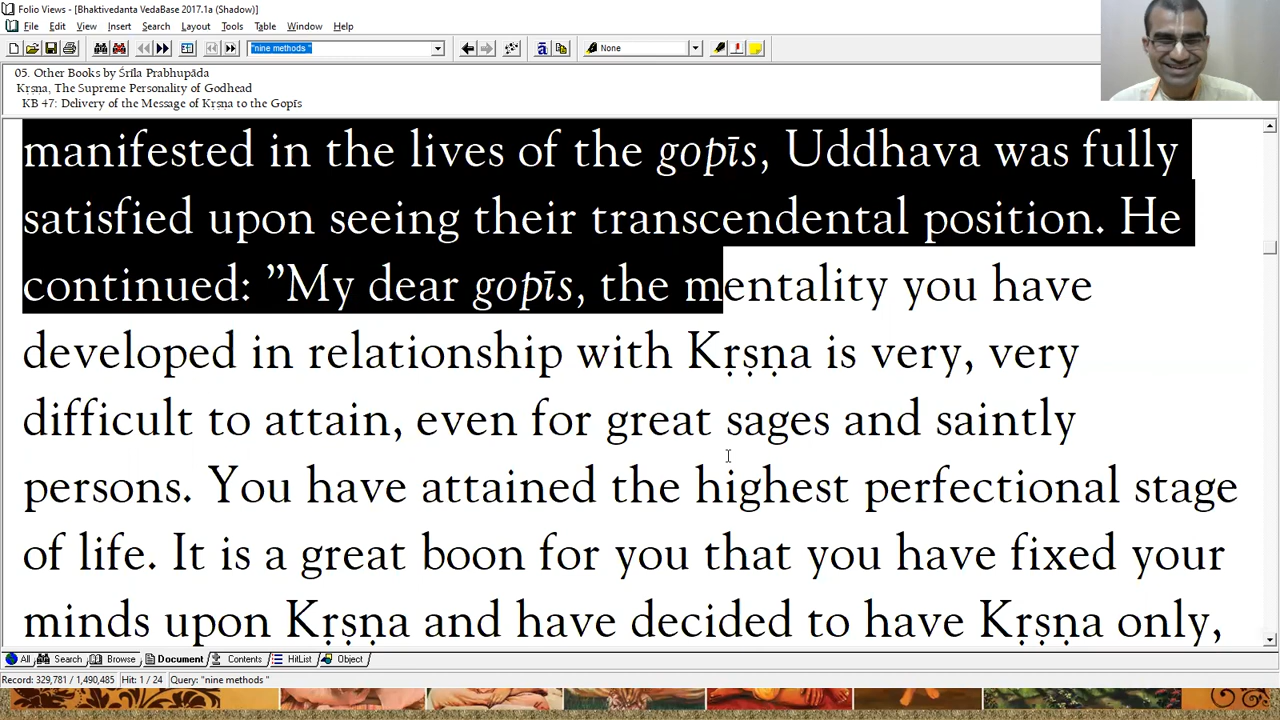 Folio Views - [Bhaktivedanta VedaBase 2017.1a (Shadow)]
File Edit View Insert Search Layout Tools Table Window Help
"nine methods " None
05. Other Books by Śrīla Prabhupāda
Kṛṣṇa, The Supreme Personality of Godhead
KB 47: Delivery of the Message of Kṛṣṇa to the Gopīs
manifested in the lives of the gopīs, Uddhava was fully
satisfied upon seeing their transcendental position. He
continued: ”My dear gopīs, the mentality you have
developed in relationship with Kṛṣṇa is very, very
difficult to attain, even for great sages and saintly
persons. You have attained the highest perfectional stage
of life. It is a great boon for you that you have fixed your
minds upon Kṛṣṇa and have decided to have Kṛṣṇa only,
All Search Browse Document Contents HitList Object
Record: 329,781 / 1,490,485 Hit: 1 / 24 Query: "nine methods "